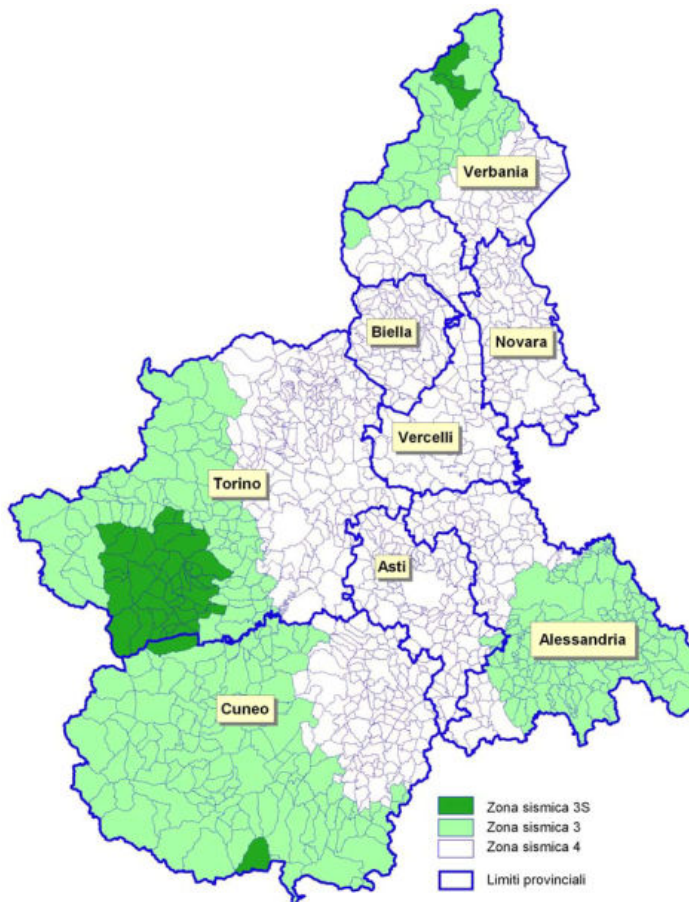 Verbania
Biella
Novara
Vercelli
Torino
Asti
Alessandria
Cuneo
Zona sismica 3S
Zona sismica 3
Zona sismica 4
Limiti provinciali